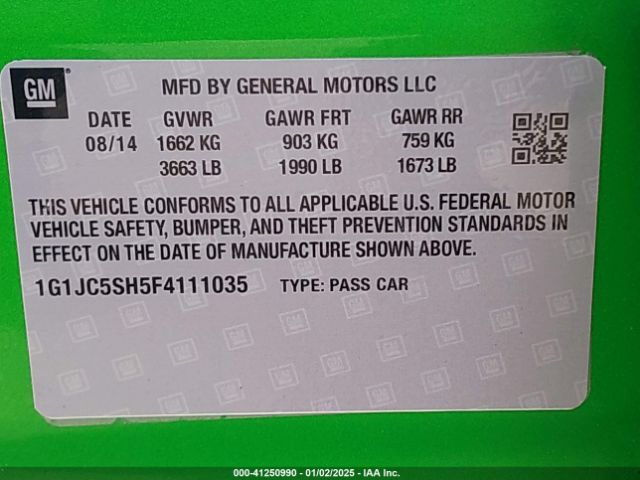 GM
MFD BY GENERAL MOTORS LLC
DATE GVWR GAWR FRT GAWR RR
08/14 1662 KG 903 KG 759 KG
3663 LB 1990 LB 1673 LB
THIS VEHICLE CONFORMS TO ALL APPLICABLE U.S. FEDERAL MOTOR
VEHICLE SAFETY, BUMPER, AND THEFT PREVENTION STANDARDS IN
EFFECT ON THE DATE OF MANUFACTURE SHOWN ABOVE.
1G1JC5SH5F4111035 TYPE: PASS CAR
000-41250990 - 01/02/2025 - IAA Inc.